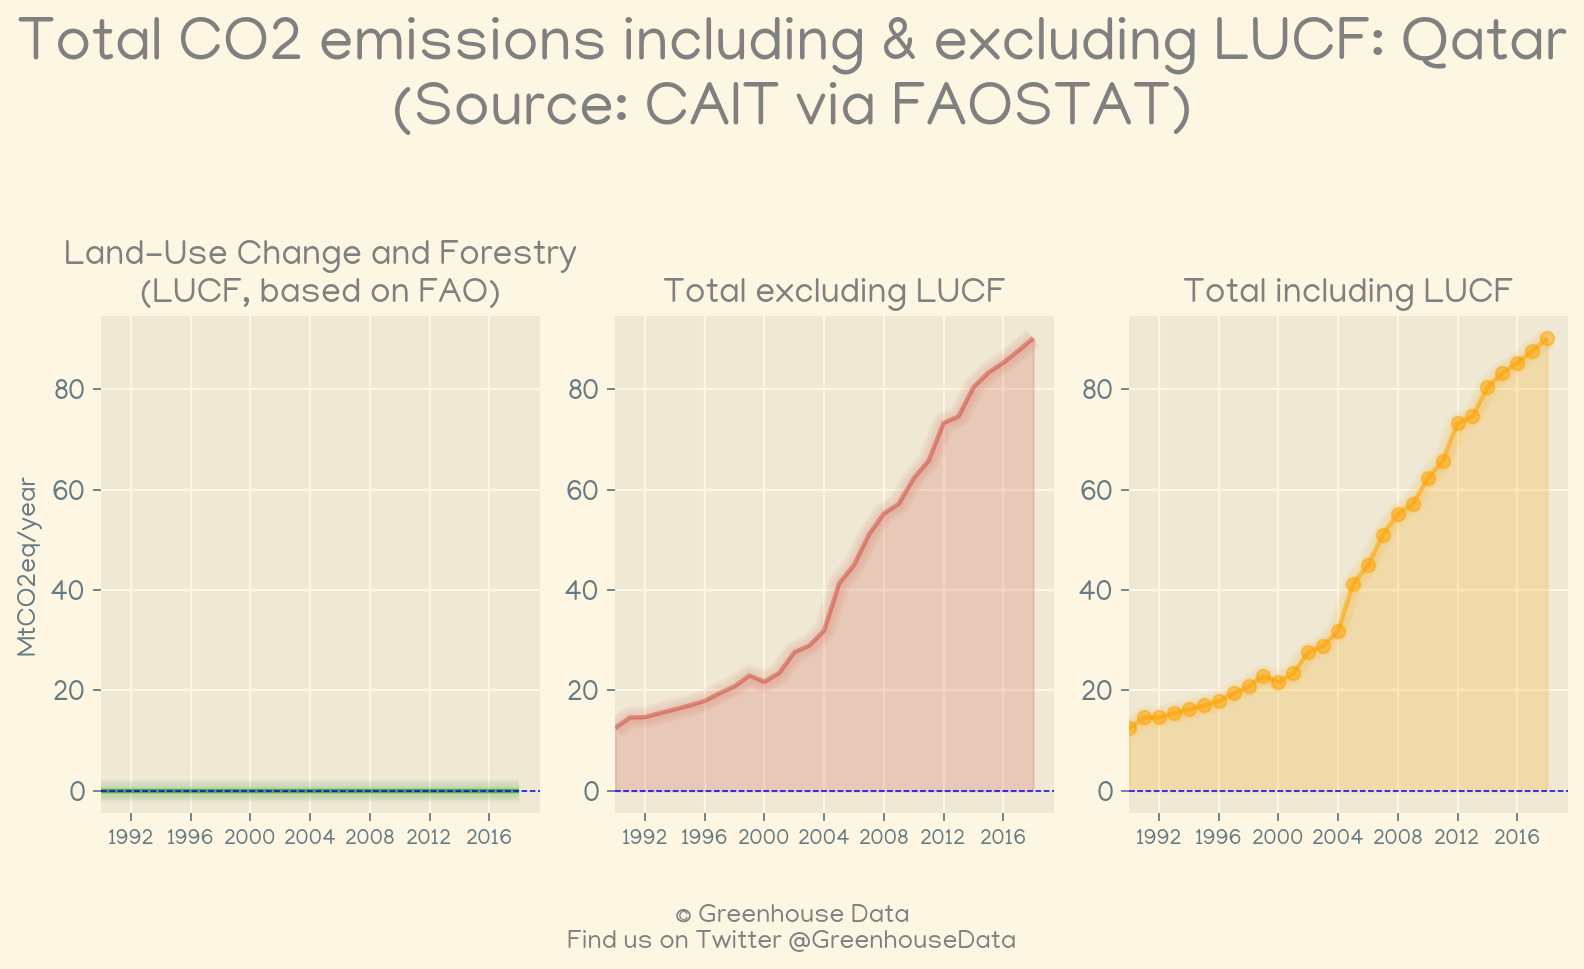 Total CO2 emissions including & excluding LUCF: Qatar
(Source: CAIT via FAOSTAT)
Land-Use Change and Forestry
(LUCF, based on FAO)
Total excluding LUCF
Total including LUCF
MtCO2eq/year
80
60
40
20
0
1992 1996 2000 2004 2008 2012 2016
80
60
40
20
0
1992 1996 2000 2004 2008 2012 2016
80
60
40
20
0
1992 1996 2000 2004 2008 2012 2016
© Greenhouse Data
Find us on Twitter @GreenhouseData